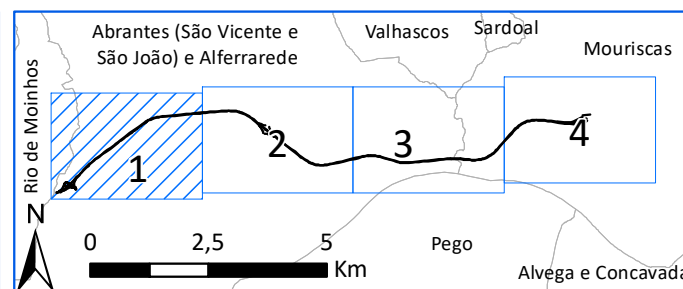 Abrantes (São Vicente e
São João) e Alferrarede
Valhascos
Sardoal
Mouriscas
Rio de Moinhos
1
2
3
4
N
0 2,5 5
Km
Pego
Alvega e Concavada